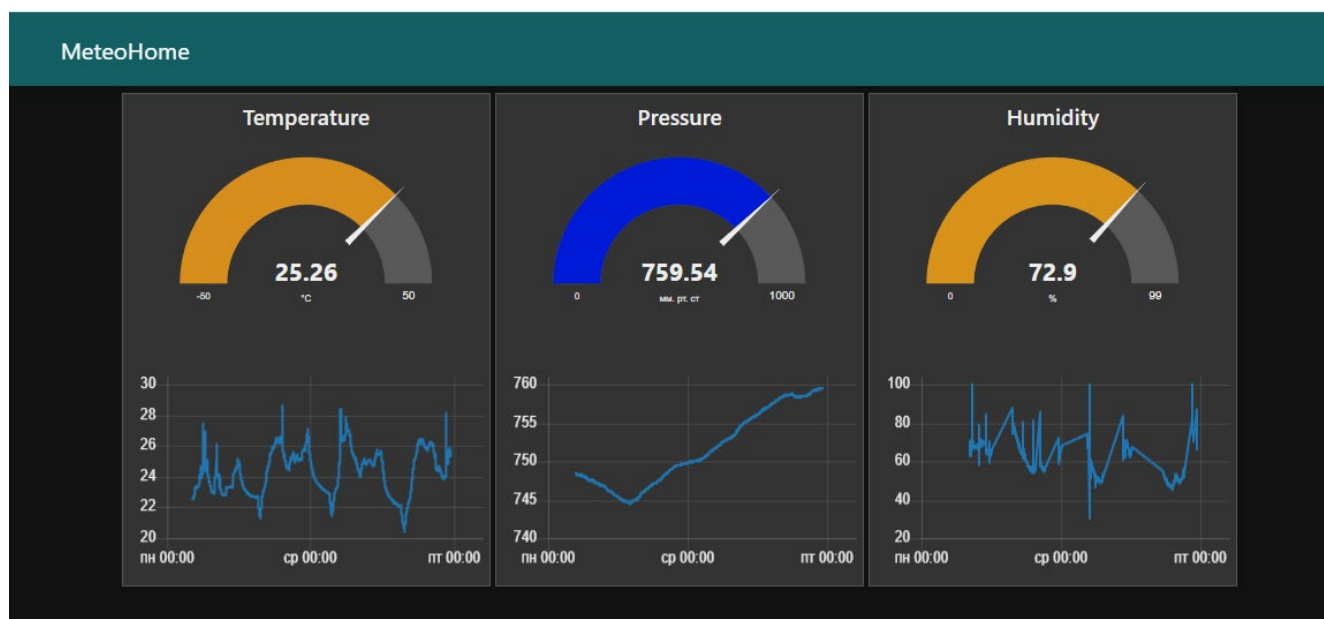 MeteoHome
Temperature
25.26
-50
°C
50
30
28
26
24
22
20
пн 00:00
ср 00:00
пт 00:00
Pressure
759.54
0
мм. рт. ст
1000
760
755
750
745
740
пн 00:00
ср 00:00
пт 00:00
Humidity
72.9
0
%
99
100
80
60
40
20
пн 00:00
ср 00:00
пт 00:00